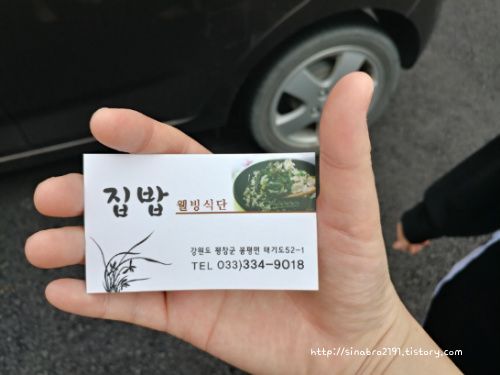 집밥 웰빙식단
강원도 평창군 봉평면 태기로52-1
TEL 033)334-9018
http://sinabro2191.tistory.com/